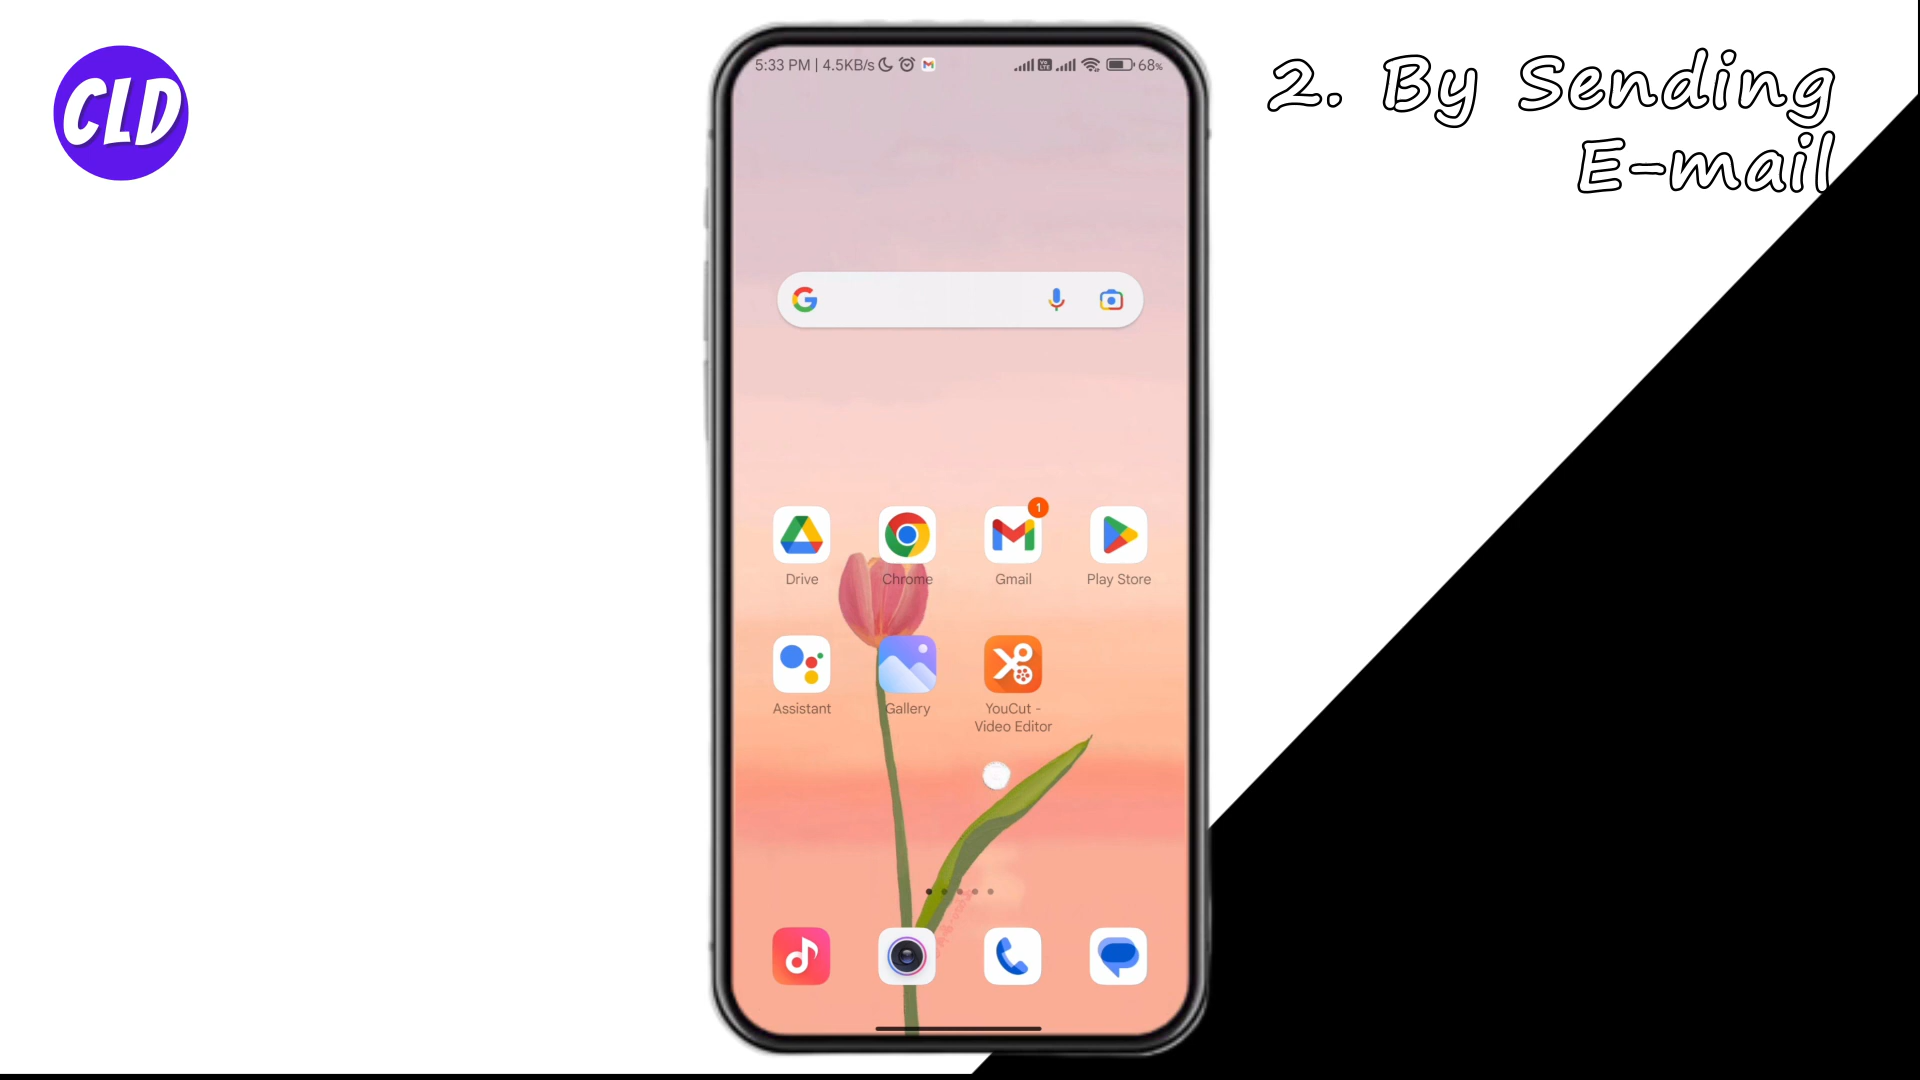 CLD
2. By Sending
E-mail
5:33 PM | 4.5KB/s
68%
1
Drive
Chrome
Gmail
Play Store
Assistant
Gallery
YouCut -
Video Editor